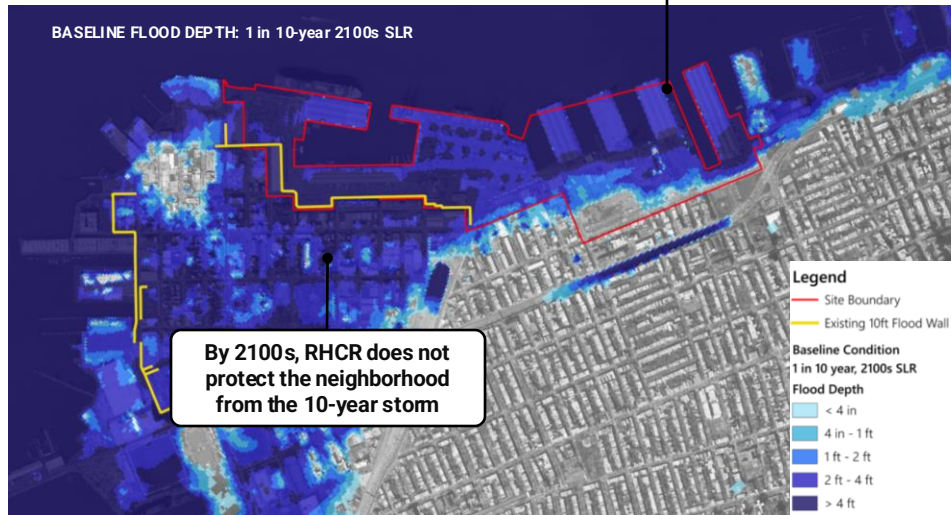 BASELINE FLOOD DEPTH: 1 in 10-year 2100s SLR
By 2100s, RHCR does not
protect the neighborhood
from the 10-year storm
Legend
Site Boundary
Existing 10ft Flood Wall
Baseline Condition
1 in 10 year, 2100s SLR
Flood Depth
< 4 in
4 in - 1 ft
1 ft - 2 ft
2 ft - 4 ft
> 4 ft